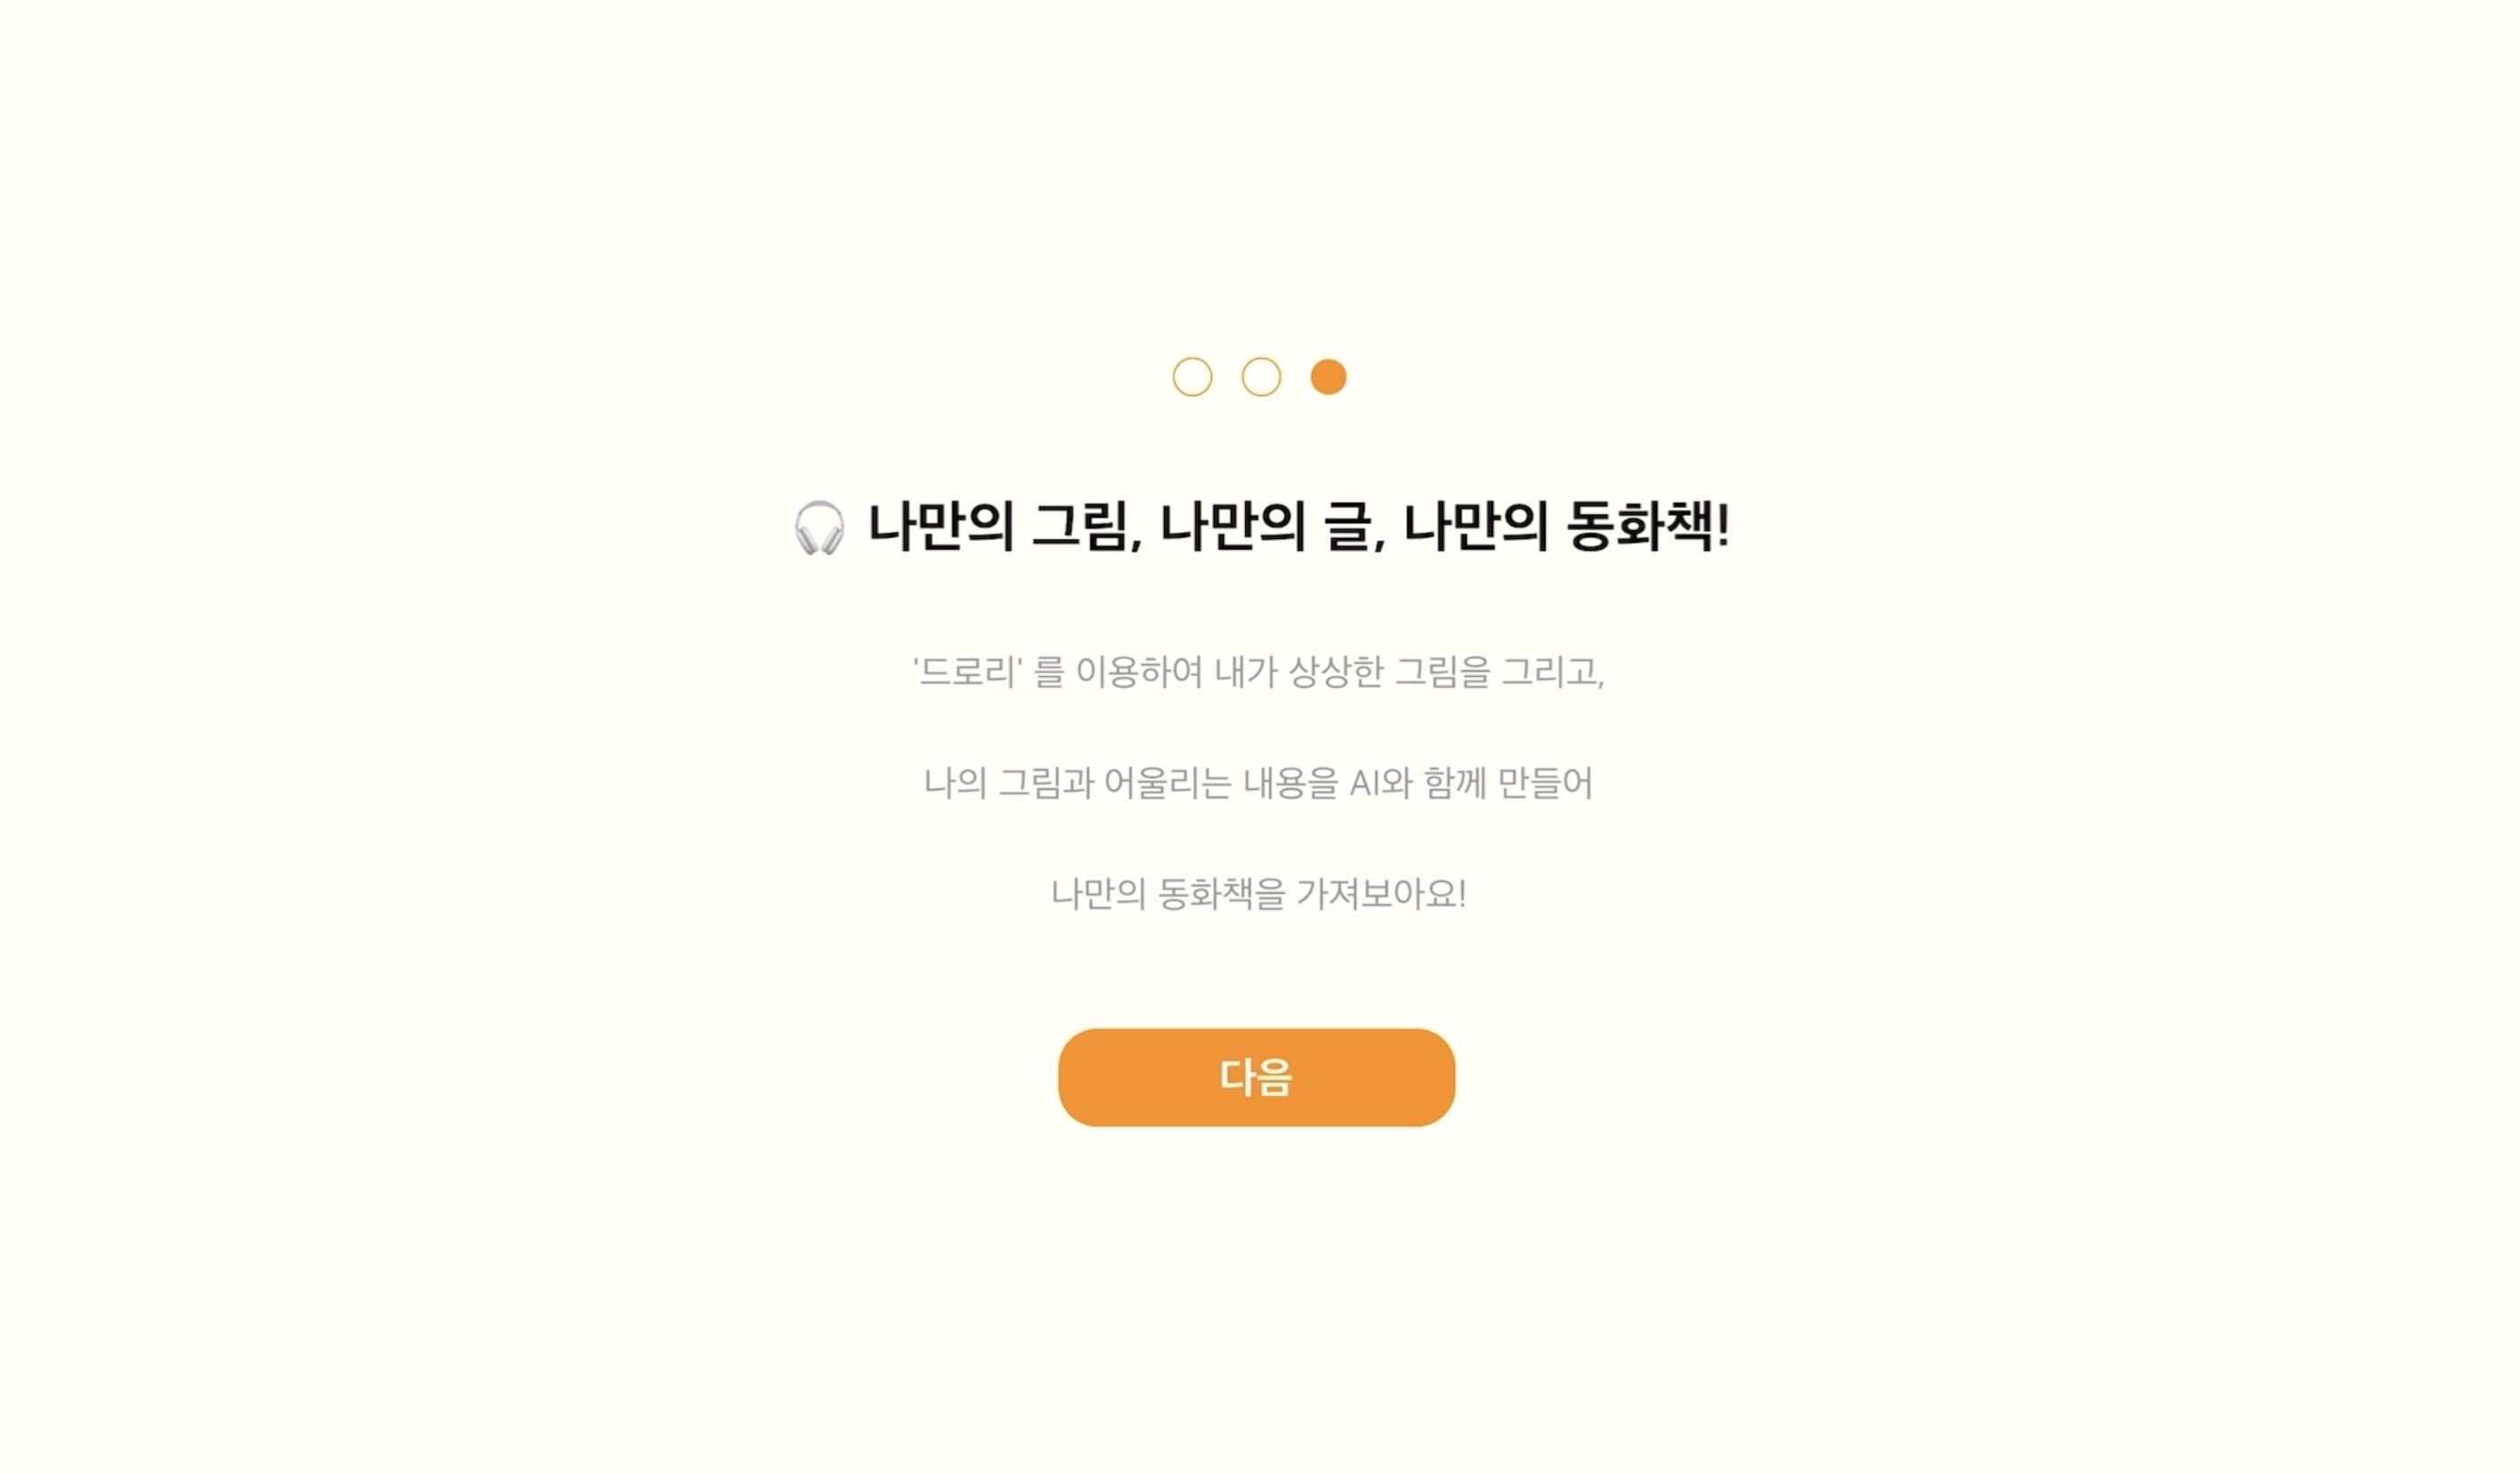 🎧 나만의 그림, 나만의 글, 나만의 동화책!
'드로리' 를 이용하여 내가 상상한 그림을 그리고,
나의 그림과 어울리는 내용을 AI와 함께 만들어
나만의 동화책을 가져보아요!
다음